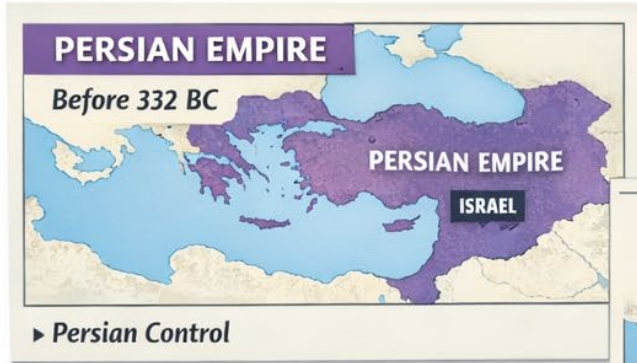 PERSIAN EMPIRE
Before 332 BC
PERSIAN EMPIRE
ISRAEL
▸ Persian Control